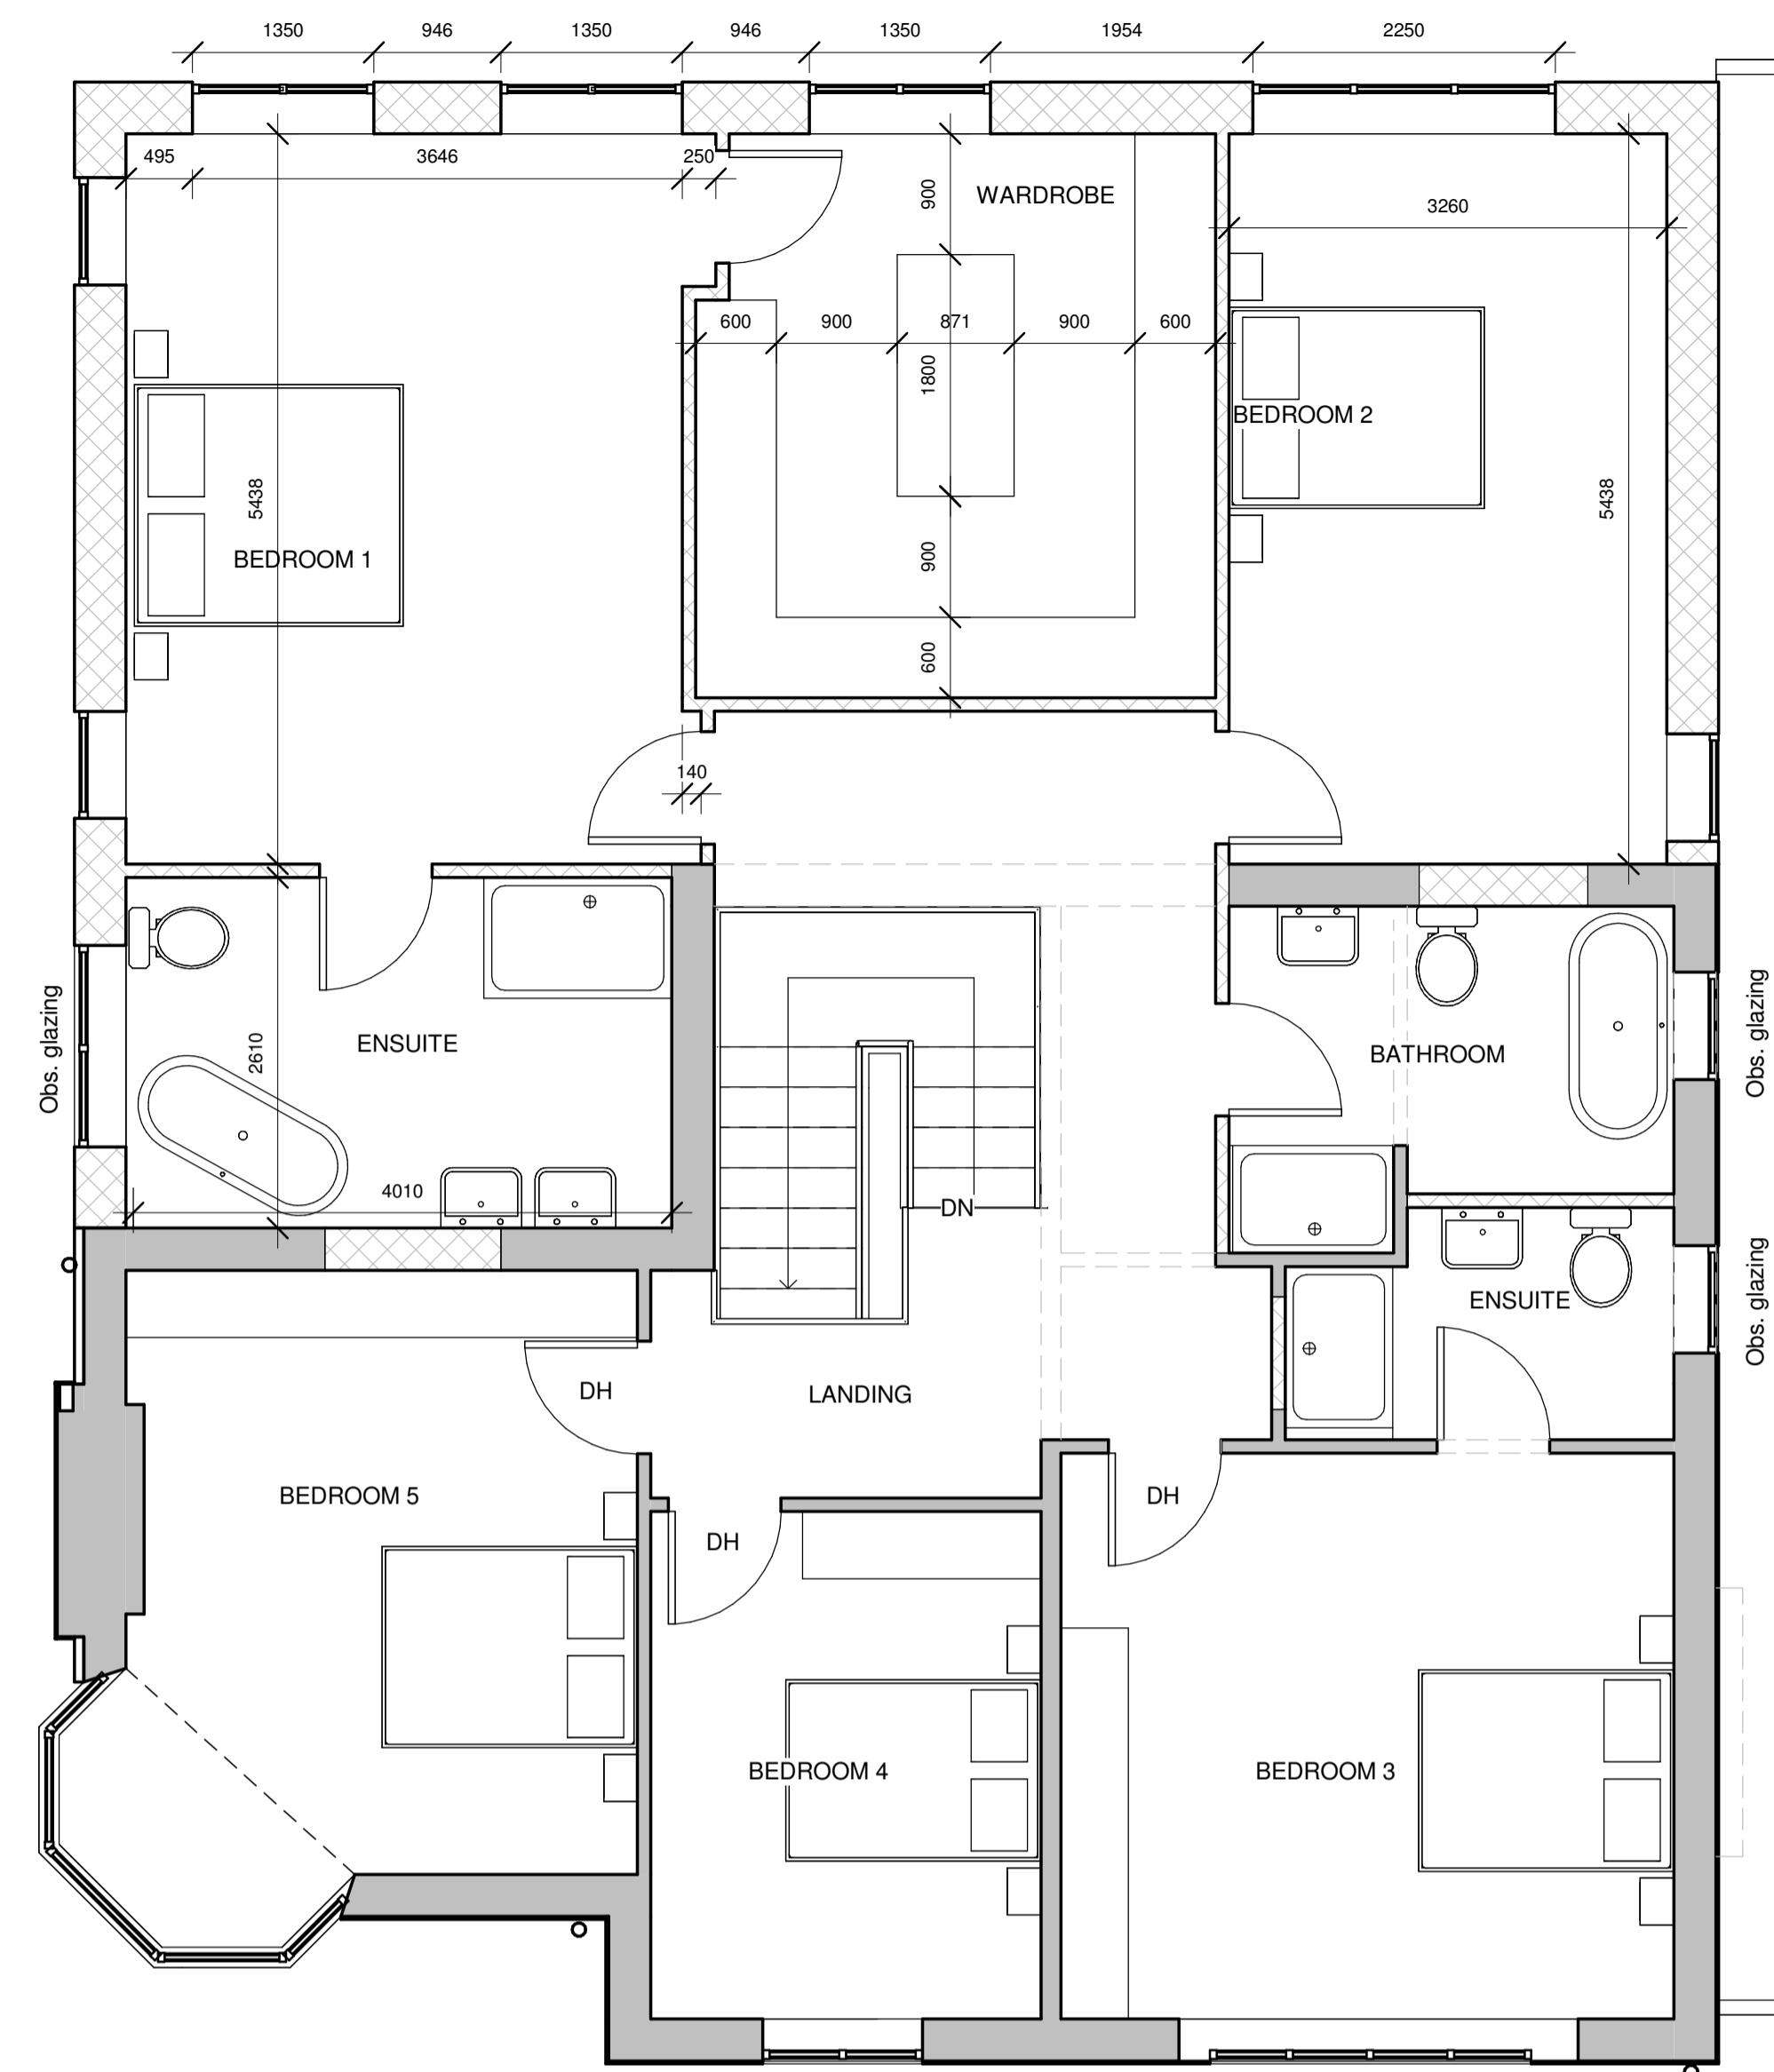 1350 946 1350 946 1350 1954 2250
495 3646 250
900
WARDROBE
3260
600 900 871 900 600
1800
BEDROOM 2
5438
5438
BEDROOM 1
900
600
140
Obs. glazing
2610
ENSUITE
BATHROOM
Obs. glazing
4010
DN
ENSUITE
Obs. glazing
DH
LANDING
BEDROOM 5
DH
DH
BEDROOM 4
BEDROOM 3